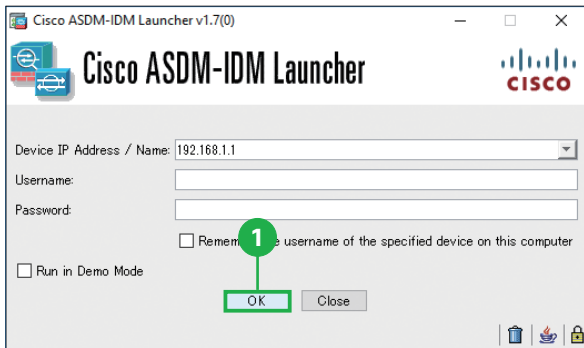 Cisco ASDM-IDM Launcher v1.7(0)
Cisco ASDM-IDM Launcher
CISCO
Device IP Address / Name: 192.168.1.1
Username:
Password:
1
Remem e username of the specified device on this computer
Run in Demo Mode
OK Close